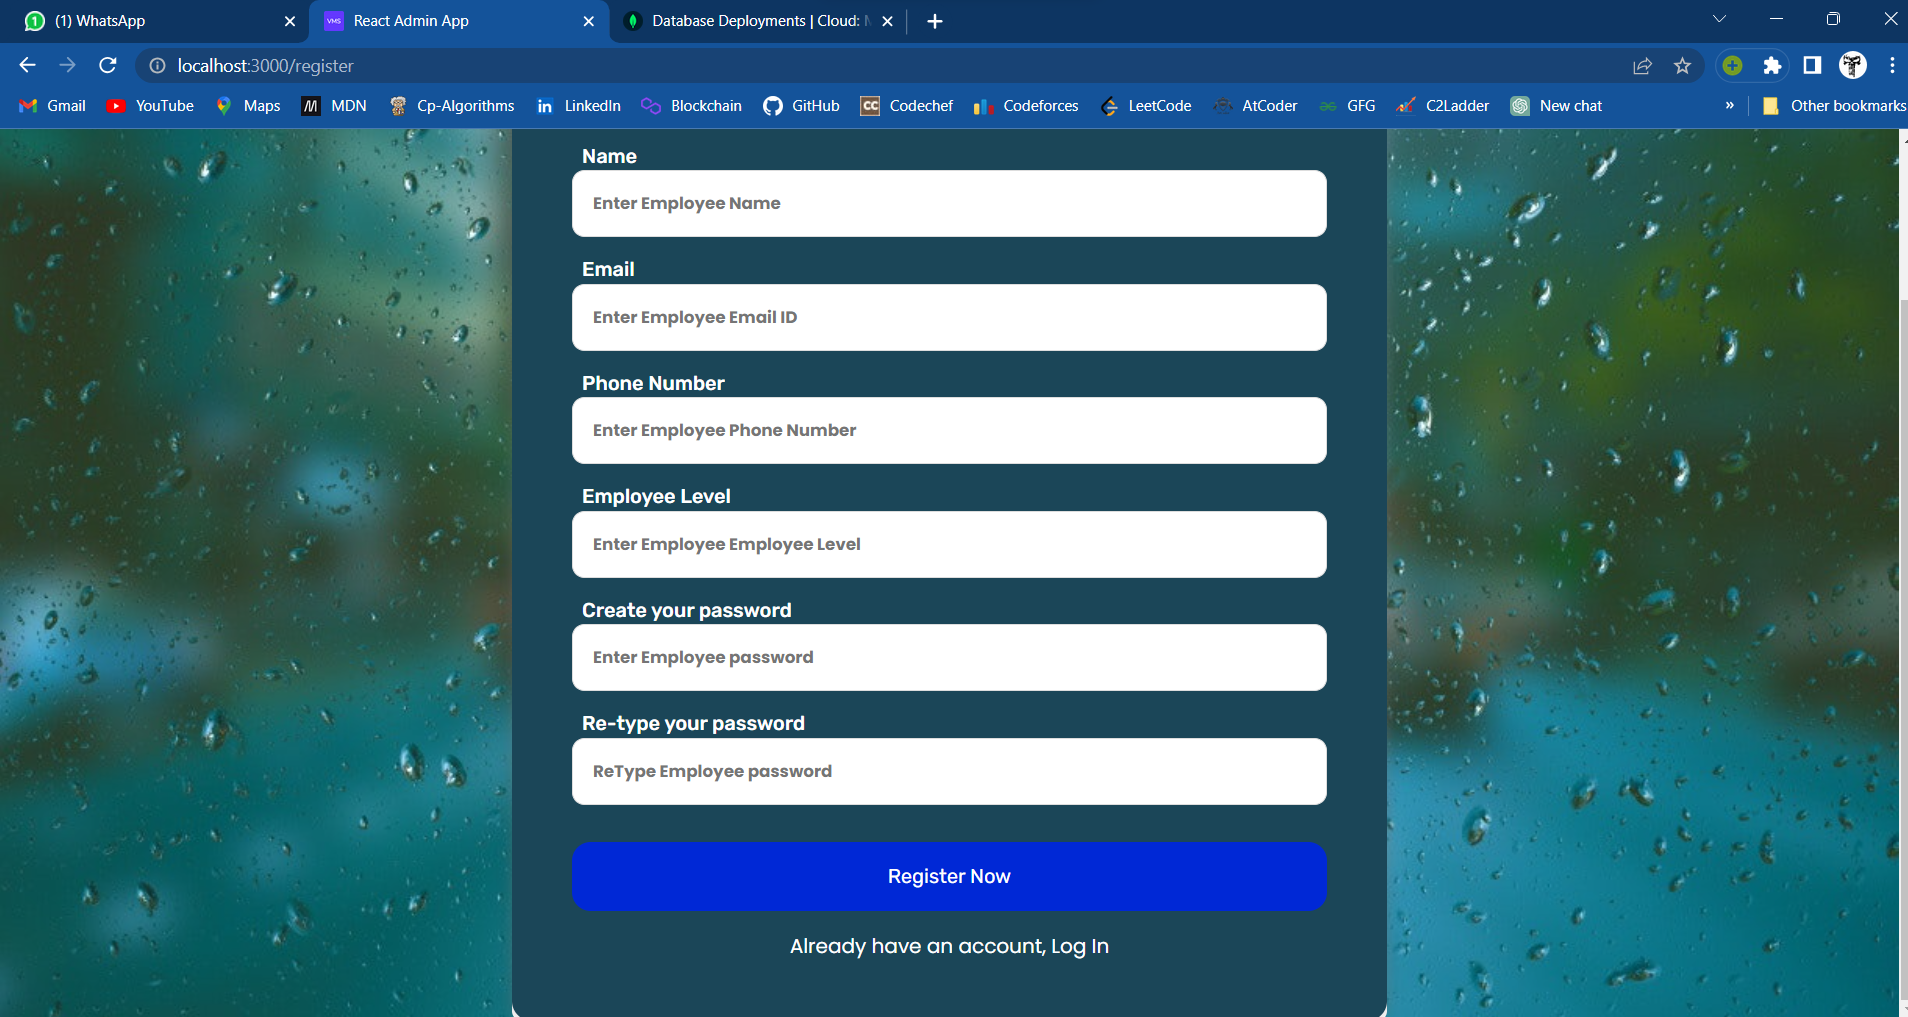 (1) WhatsApp
VMS React Admin App
Database Deployments | Cloud:
localhost:3000/register
Gmail YouTube Maps MDN Cp-Algorithms LinkedIn Blockchain GitHub CC Codechef Codeforces LeetCode AtCoder GFG C2Ladder New chat » Other bookmarks
Name
Enter Employee Name
Email
Enter Employee Email ID
Phone Number
Enter Employee Phone Number
Employee Level
Enter Employee Employee Level
Create your password
Enter Employee password
Re-type your password
ReType Employee password
Register Now
Already have an account, Log In